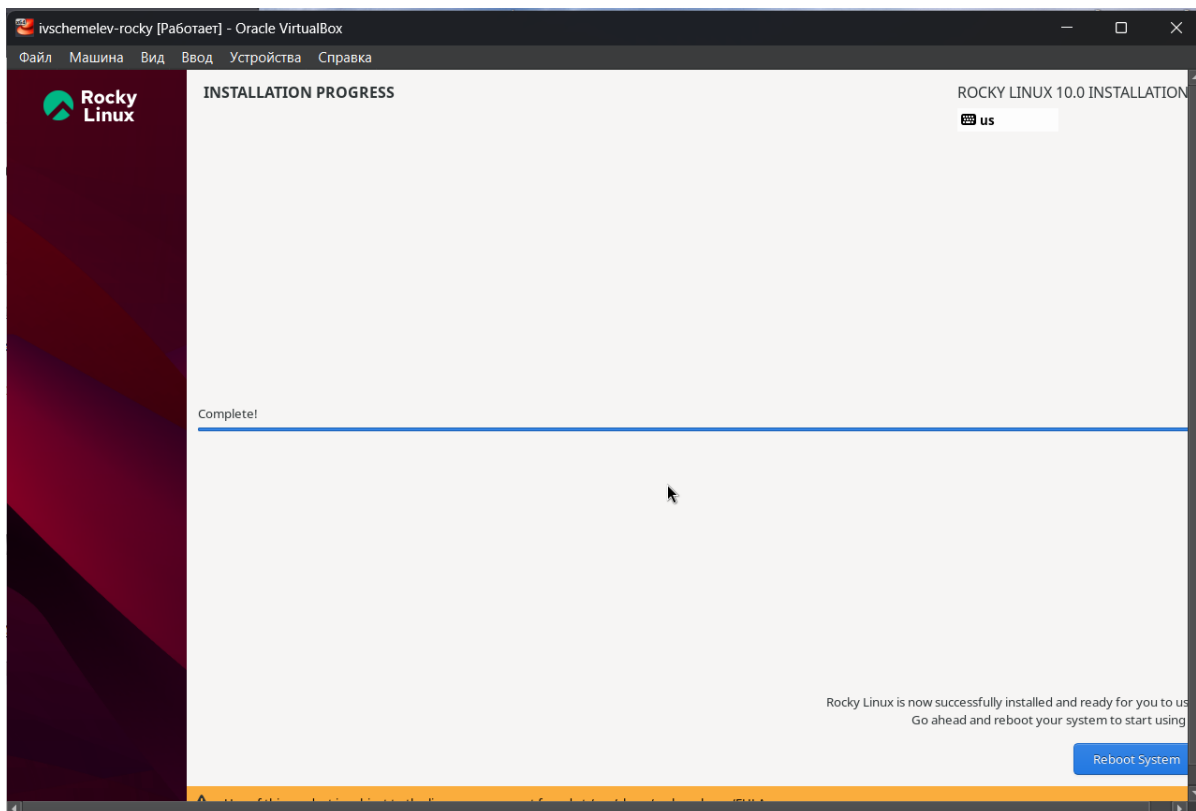 ivschemelev-rocky [Работает] - Oracle VirtualBox
Файл Машина Вид Ввод Устройства Справка
Rocky
Linux
INSTALLATION PROGRESS
ROCKY LINUX 10.0 INSTALLATION
us
Complete!
Rocky Linux is now successfully installed and ready for you to us
Go ahead and reboot your system to start using
Reboot System